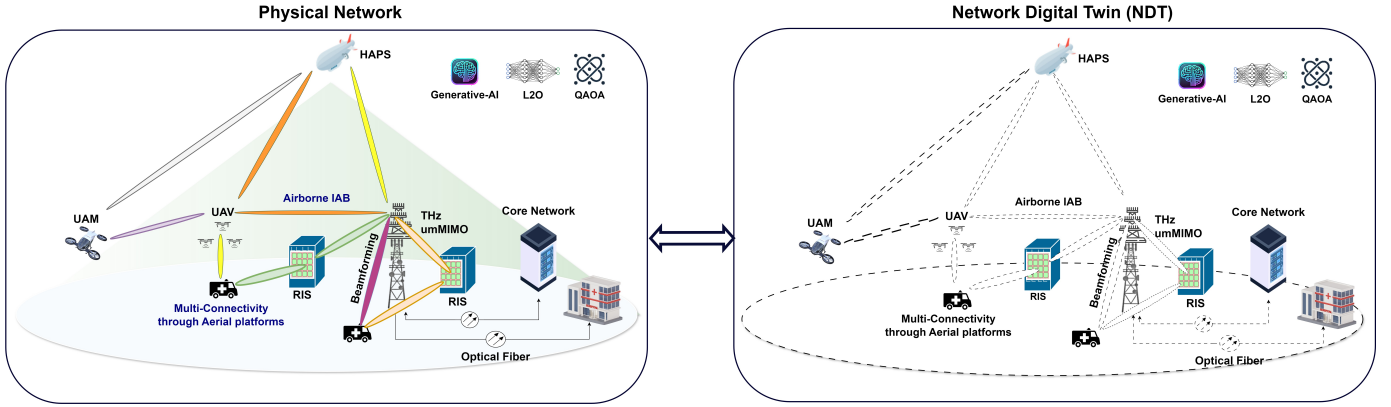 Physical Network
HAPS
Generative-AI
L2O
QAOA
Airborne IAB
UAV
UAM
THz
umMIMO
Core Network
RIS
Beamforming
RIS
Multi-Connectivity
through Aerial platforms
Optical Fiber
Network Digital Twin (NDT)
HAPS
Generative-AI
L2O
QAOA
Airborne IAB
UAV
UAM
THz
umMIMO
Core Network
RIS
Beamforming
RIS
Multi-Connectivity
through Aerial platforms
Optical Fiber